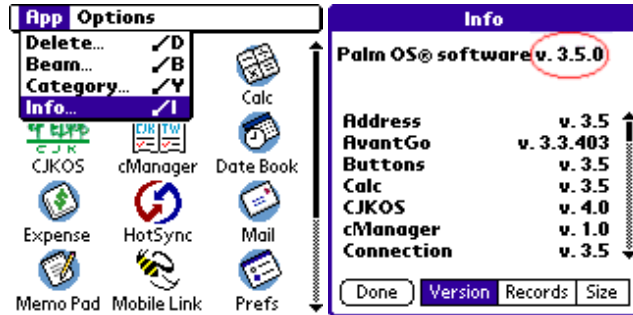 App Options
Delete... ⁄D
Beam... ⁄B
Category... ⁄Y
Info... ⁄I
Calc
CJKOS cManager Date Book
Expense HotSync Mail
Memo Pad Mobile Link Prefs
Info
Palm OS® software v. 3.5.0
Address v. 3.5
AvantGo v. 3.3.403
Buttons v. 3.5
Calc v. 3.5
CJKOS v. 4.0
cManager v. 1.0
Connection v. 3.5
Done Version Records Size